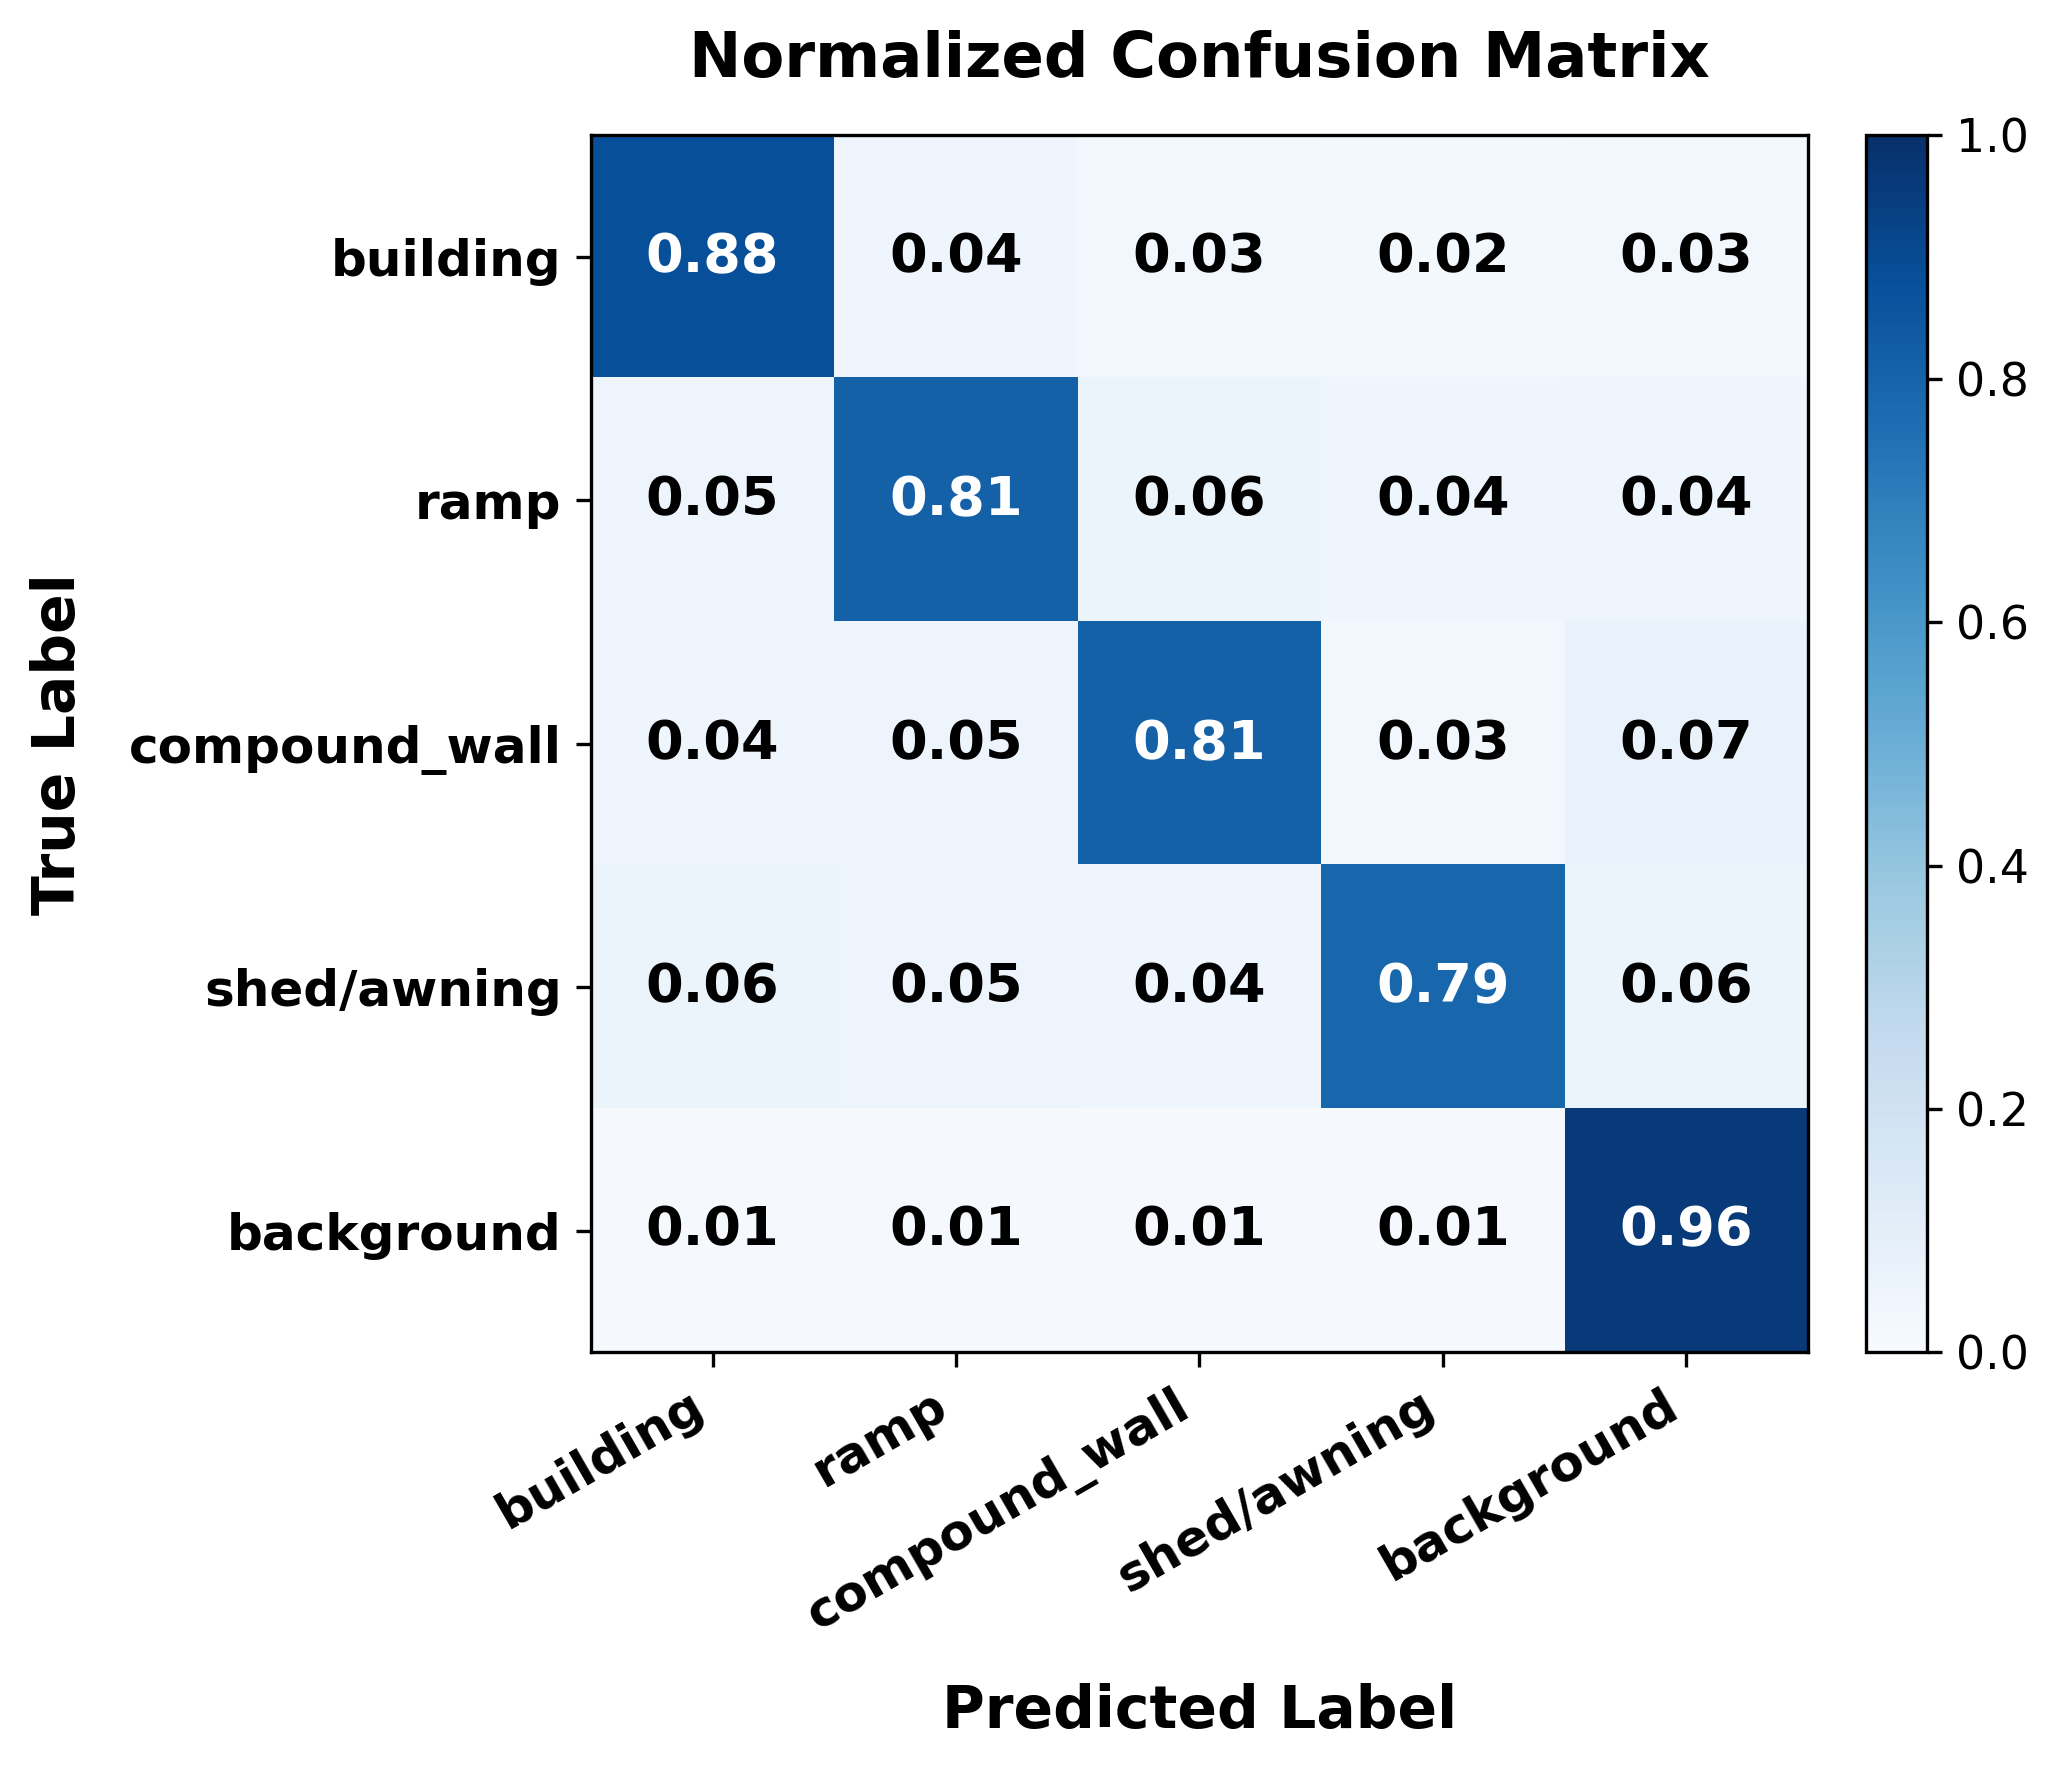 Normalized Confusion Matrix
True Label
building 0.88 0.04 0.03 0.02 0.03
ramp 0.05 0.81 0.06 0.04 0.04
compound_wall 0.04 0.05 0.81 0.03 0.07
shed/awning 0.06 0.05 0.04 0.79 0.06
background 0.01 0.01 0.01 0.01 0.96
building ramp compound_wall shed/awning background
Predicted Label
1.0
0.8
0.6
0.4
0.2
0.0